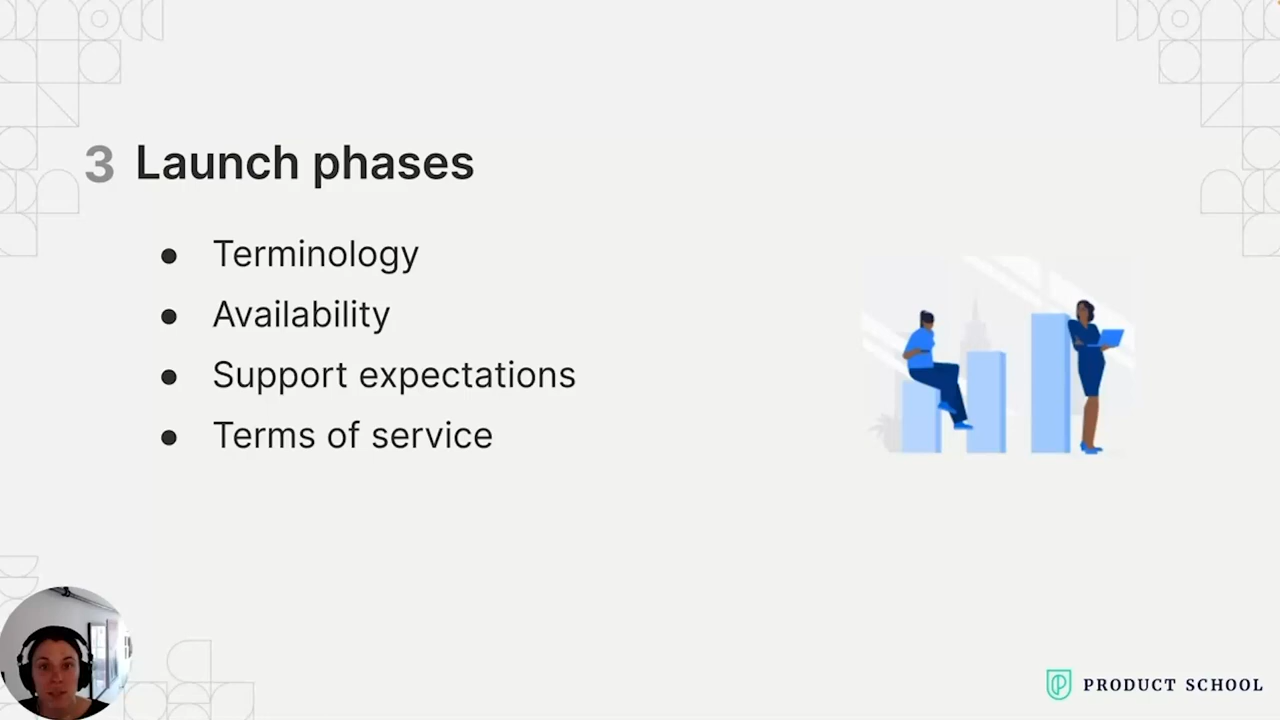 3 Launch phases
● Terminology
● Availability
● Support expectations
● Terms of service
PRODUCT SCHOOL